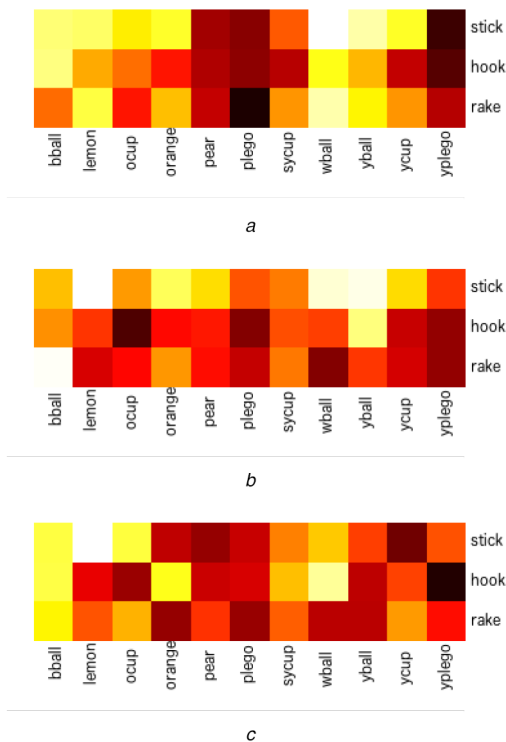 stick
hook
rake
bball lemon ocup orange pear plego sycup wball yball ycup yplego
a
stick
hook
rake
bball lemon ocup orange pear plego sycup wball yball ycup yplego
b
stick
hook
rake
bball lemon ocup orange pear plego sycup wball yball ycup yplego
c